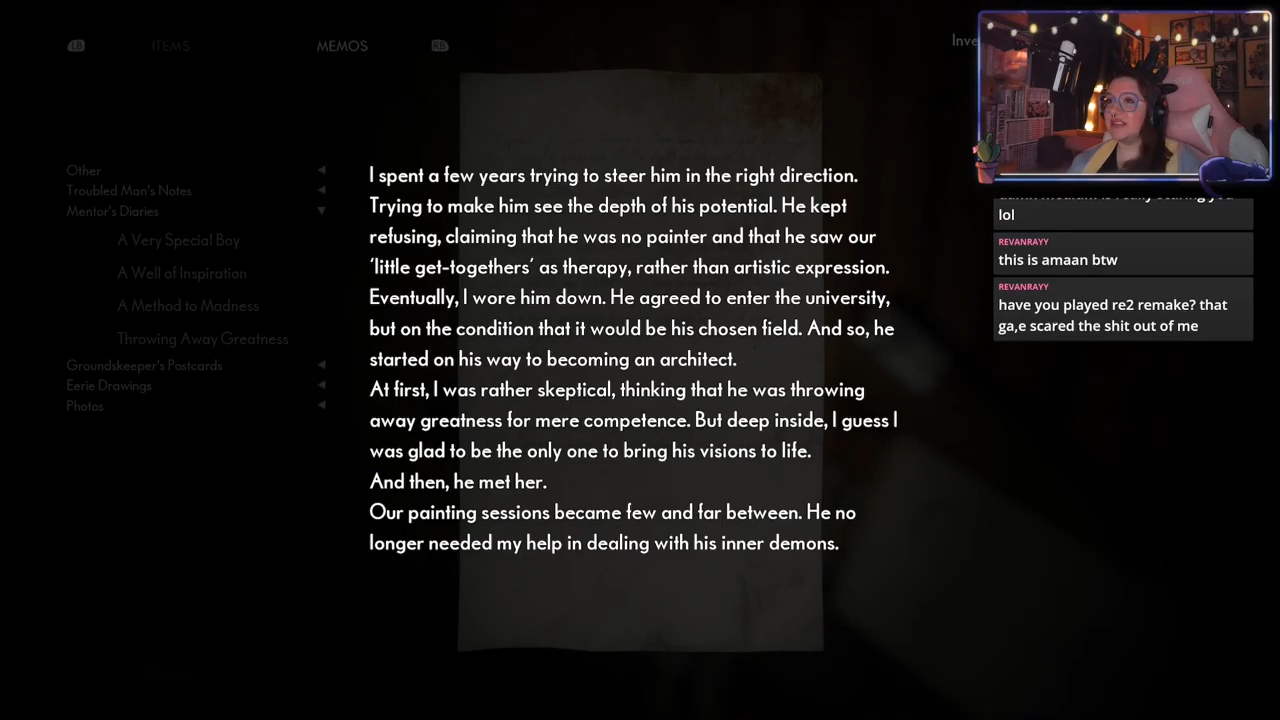 LB
ITEMS
MEMOS
RB
Inve
Other
Troubled Man's Notes
Mentor's Diaries
A Very Special Boy
A Well of Inspiration
A Method to Madness
Throwing Away Greatness
Groundskeeper's Postcards
Eerie Drawings
Photos
I spent a few years trying to steer him in the right direction.
Trying to make him see the depth of his potential. He kept
refusing, claiming that he was no painter and that he saw our
'little get-togethers' as therapy, rather than artistic expression.
Eventually, I wore him down. He agreed to enter the university,
but on the condition that it would be his chosen field. And so, he
started on his way to becoming an architect.
At first, I was rather skeptical, thinking that he was throwing
away greatness for mere competence. But deep inside, I guess I
was glad to be the only one to bring his visions to life.
And then, he met her.
Our painting sessions became few and far between. He no
longer needed my help in dealing with his inner demons.
lol
REVANRAYY
this is amaan btw
REVANRAYY
have you played re2 remake? that
ga,e scared the shit out of me